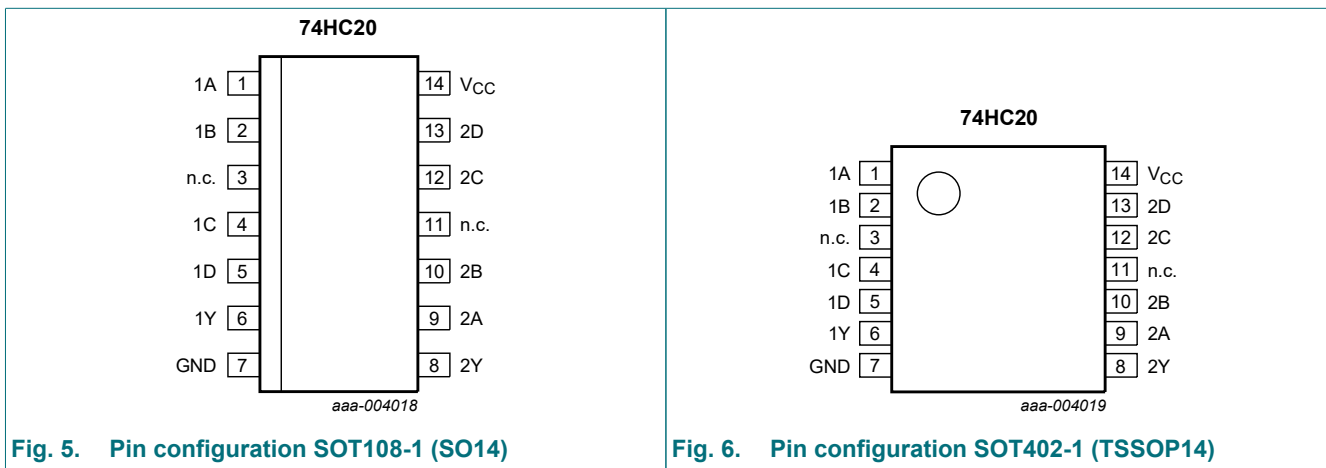 74HC20
1A 1 14 VCC
1B 2 13 2D
n.c. 3 12 2C
1C 4 11 n.c.
1D 5 10 2B
1Y 6 9 2A
GND 7 8 2Y
aaa-004018
Fig. 5. Pin configuration SOT108-1 (SO14)
74HC20
1A 1 14 VCC
1B 2 13 2D
n.c. 3 12 2C
1C 4 11 n.c.
1D 5 10 2B
1Y 6 9 2A
GND 7 8 2Y
aaa-004019
Fig. 6. Pin configuration SOT402-1 (TSSOP14)